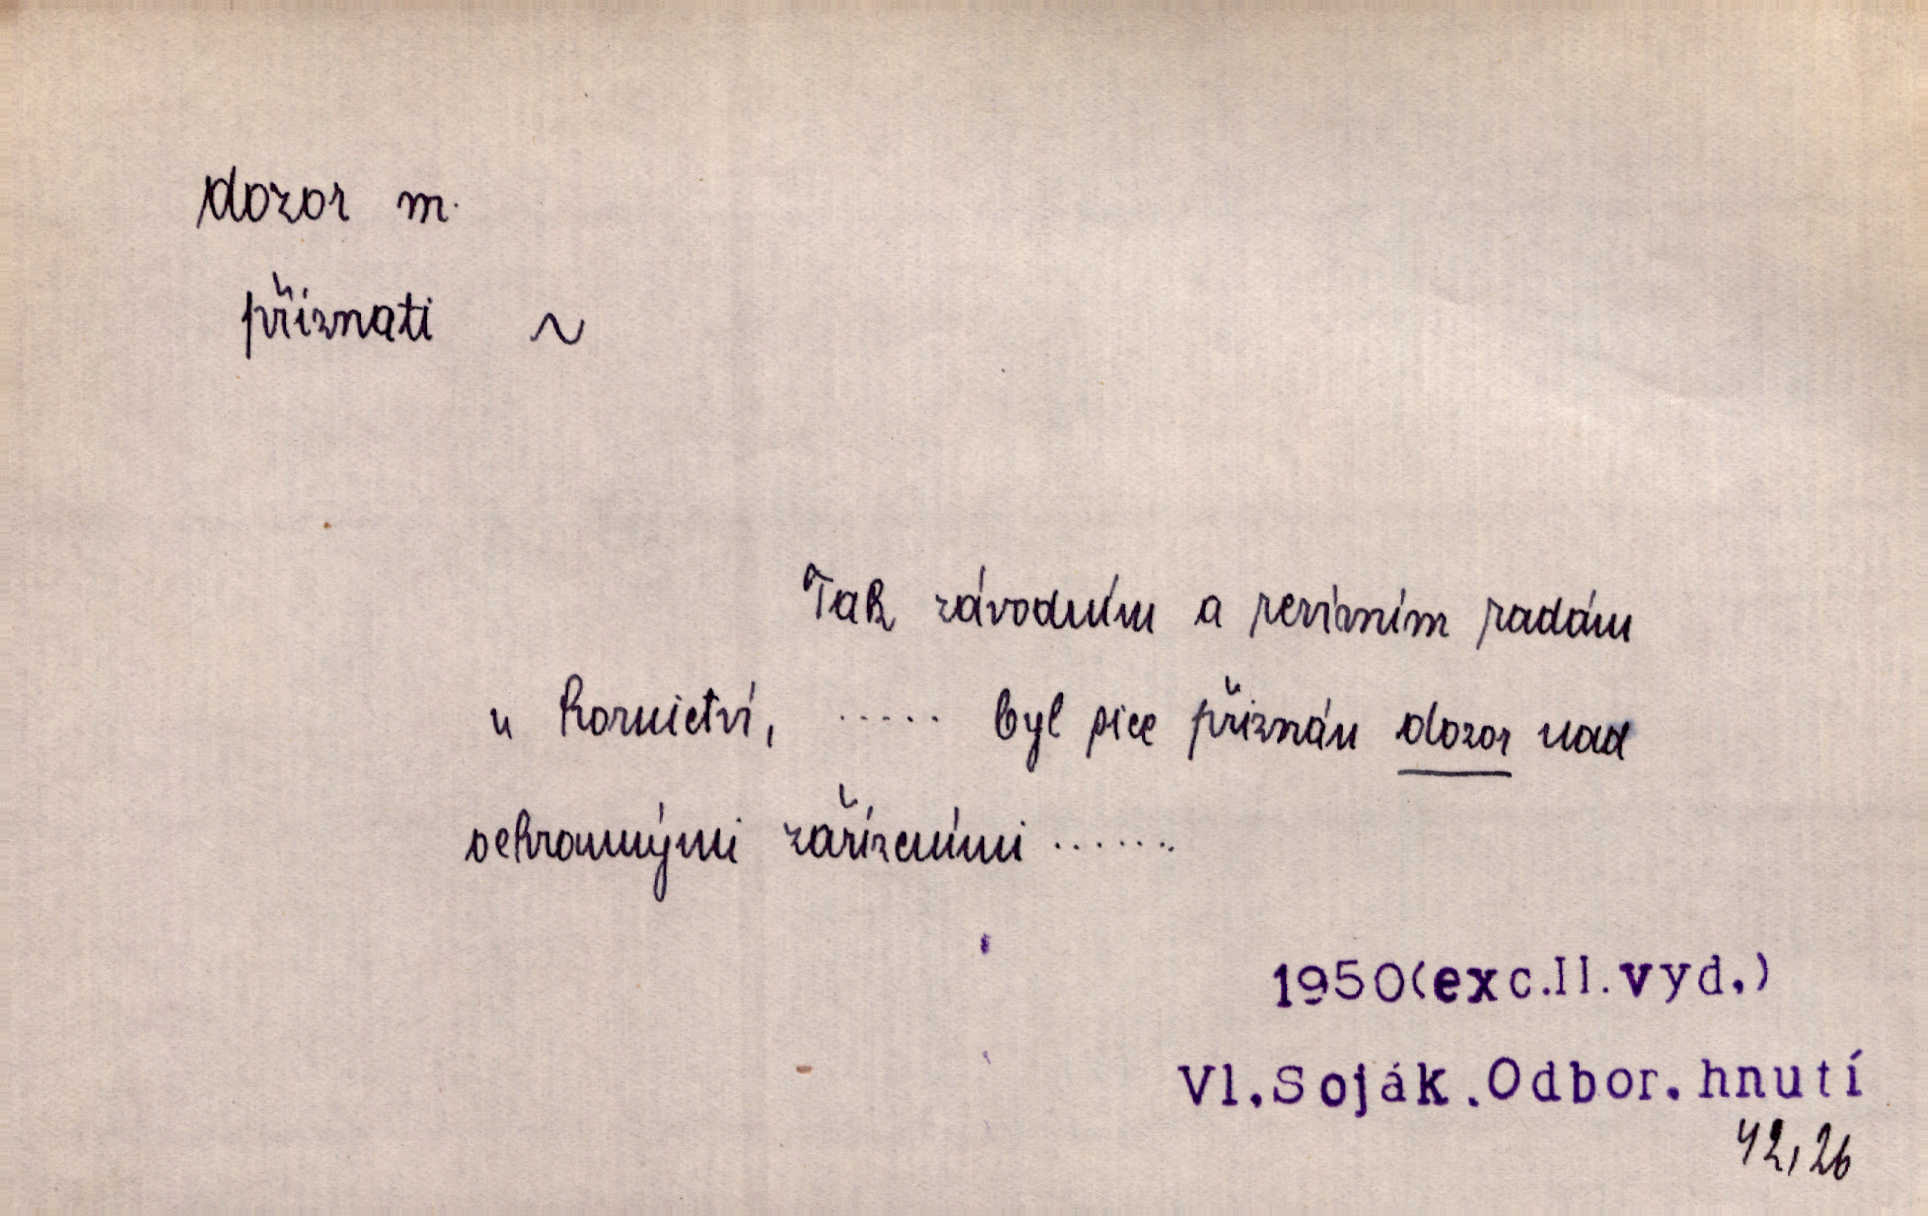 dozor m.
přiznati ~
Tak závodním a revírním radám
v hornictví, ..... byl sice přiznán dozor nad
ochrannými zařízeními .......
1950(exc.II.vyd.)
Vl.Soják.Odbor.hnutí
42,26